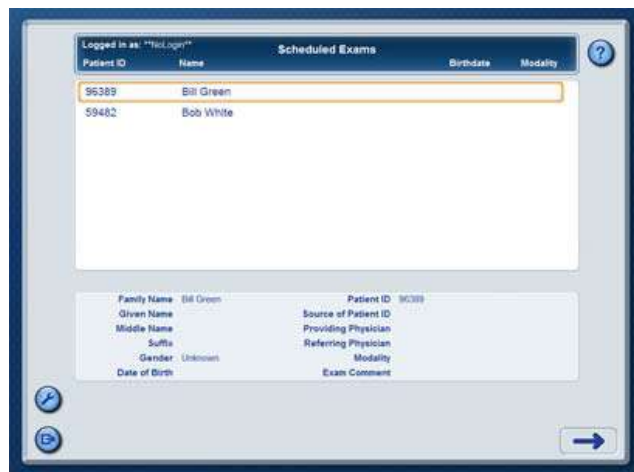 Logged in as: **NoLogin** Scheduled Exams
Patient ID Name Birthdate Modality
?
96389 Bill Green
59482 Bob White
Family Name Bill Green Patient ID 96389
Given Name Source of Patient ID
Middle Name Providing Physician
Suffix Referring Physician
Gender Unknown Modality
Date of Birth Exam Comment